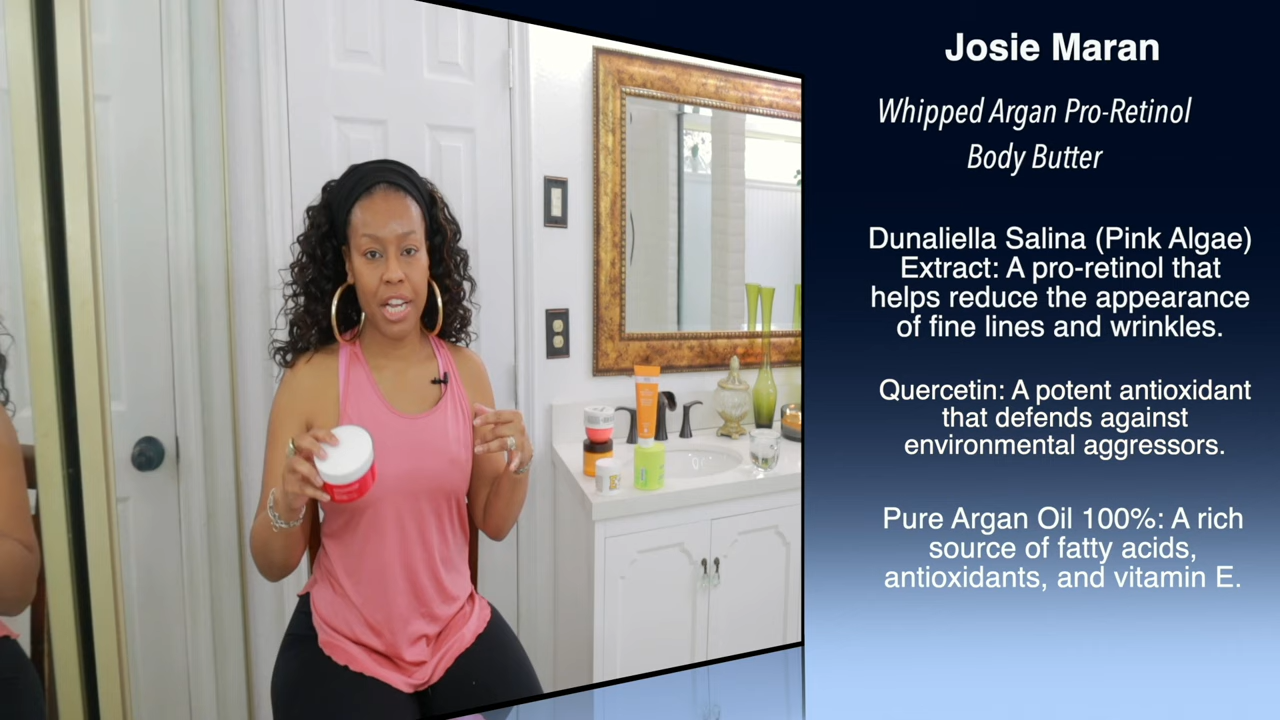 Josie Maran
Whipped Argan Pro-Retinol
Body Butter
Dunaliella Salina (Pink Algae)
Extract: A pro-retinol that
helps reduce the appearance
of fine lines and wrinkles.
Quercetin: A potent antioxidant
that defends against
environmental aggressors.
Pure Argan Oil 100%: A rich
source of fatty acids,
antioxidants, and vitamin E.